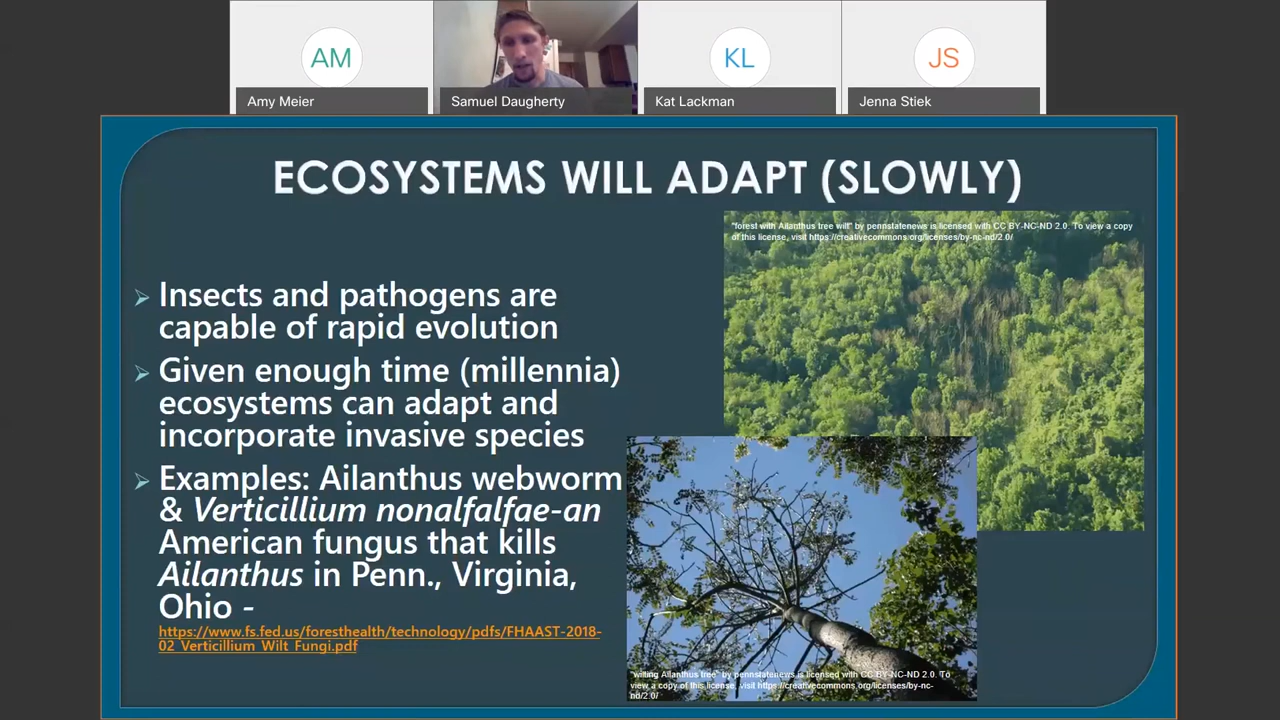 AM
KL
JS
Amy Meier
Samuel Daugherty
Kat Lackman
Jenna Stiek
ECOSYSTEMS WILL ADAPT (SLOWLY)
"forest with Ailanthus tree wilt" by pennstatenews is licensed with CC BY-NC-ND 2.0. To view a copy
of this license, visit https://creativecommons.org/licenses/by-nc-nd/2.0/
Insects and pathogens are
capable of rapid evolution
Given enough time (millennia)
ecosystems can adapt and
incorporate invasive species
Examples: Ailanthus webworm
& Verticillium nonalfalfae-an
American fungus that kills
Ailanthus in Penn., Virginia,
Ohio -
https://www.fs.fed.us/foresthealth/technology/pdfs/FHAAST-2018-
02_Verticillium_Wilt_Fungi.pdf
"wilting Ailanthus tree" by pennstatenews is licensed with CC BY-NC-ND 2.0. To
view a copy of this license, visit https://creativecommons.org/licenses/by-nc-
nd/2.0/